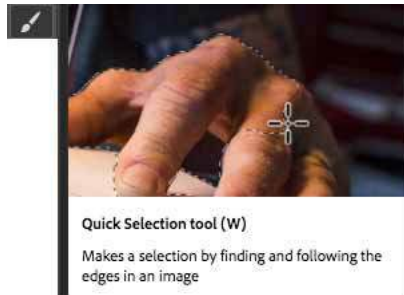 Quick Selection tool (W)
Makes a selection by finding and following the
edges in an image